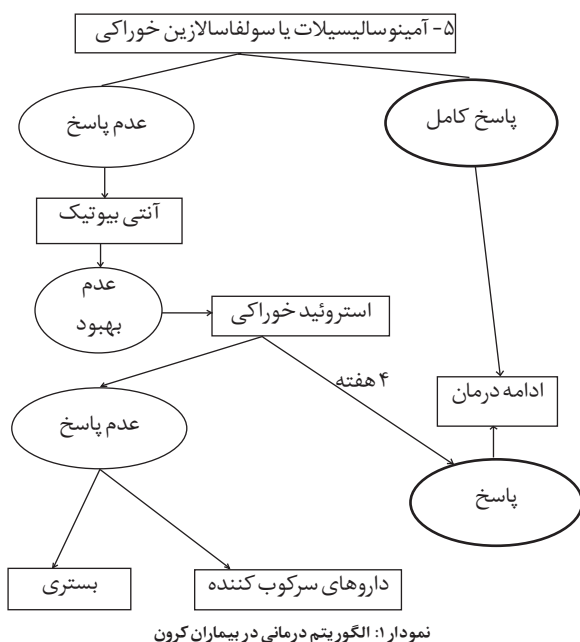 ۵- آمینوسالیسیلات یا سولفاسالازین خوراکی
پاسخ کامل
عدم پاسخ
آنتی بیوتیک
عدم
بهبود
استروئید خوراکی
۴ هفته
ادامه درمان
عدم پاسخ
پاسخ
داروهای سرکوب کننده
بستری
نمودار ۱: الگوریتم درمانی در بیماران کرون